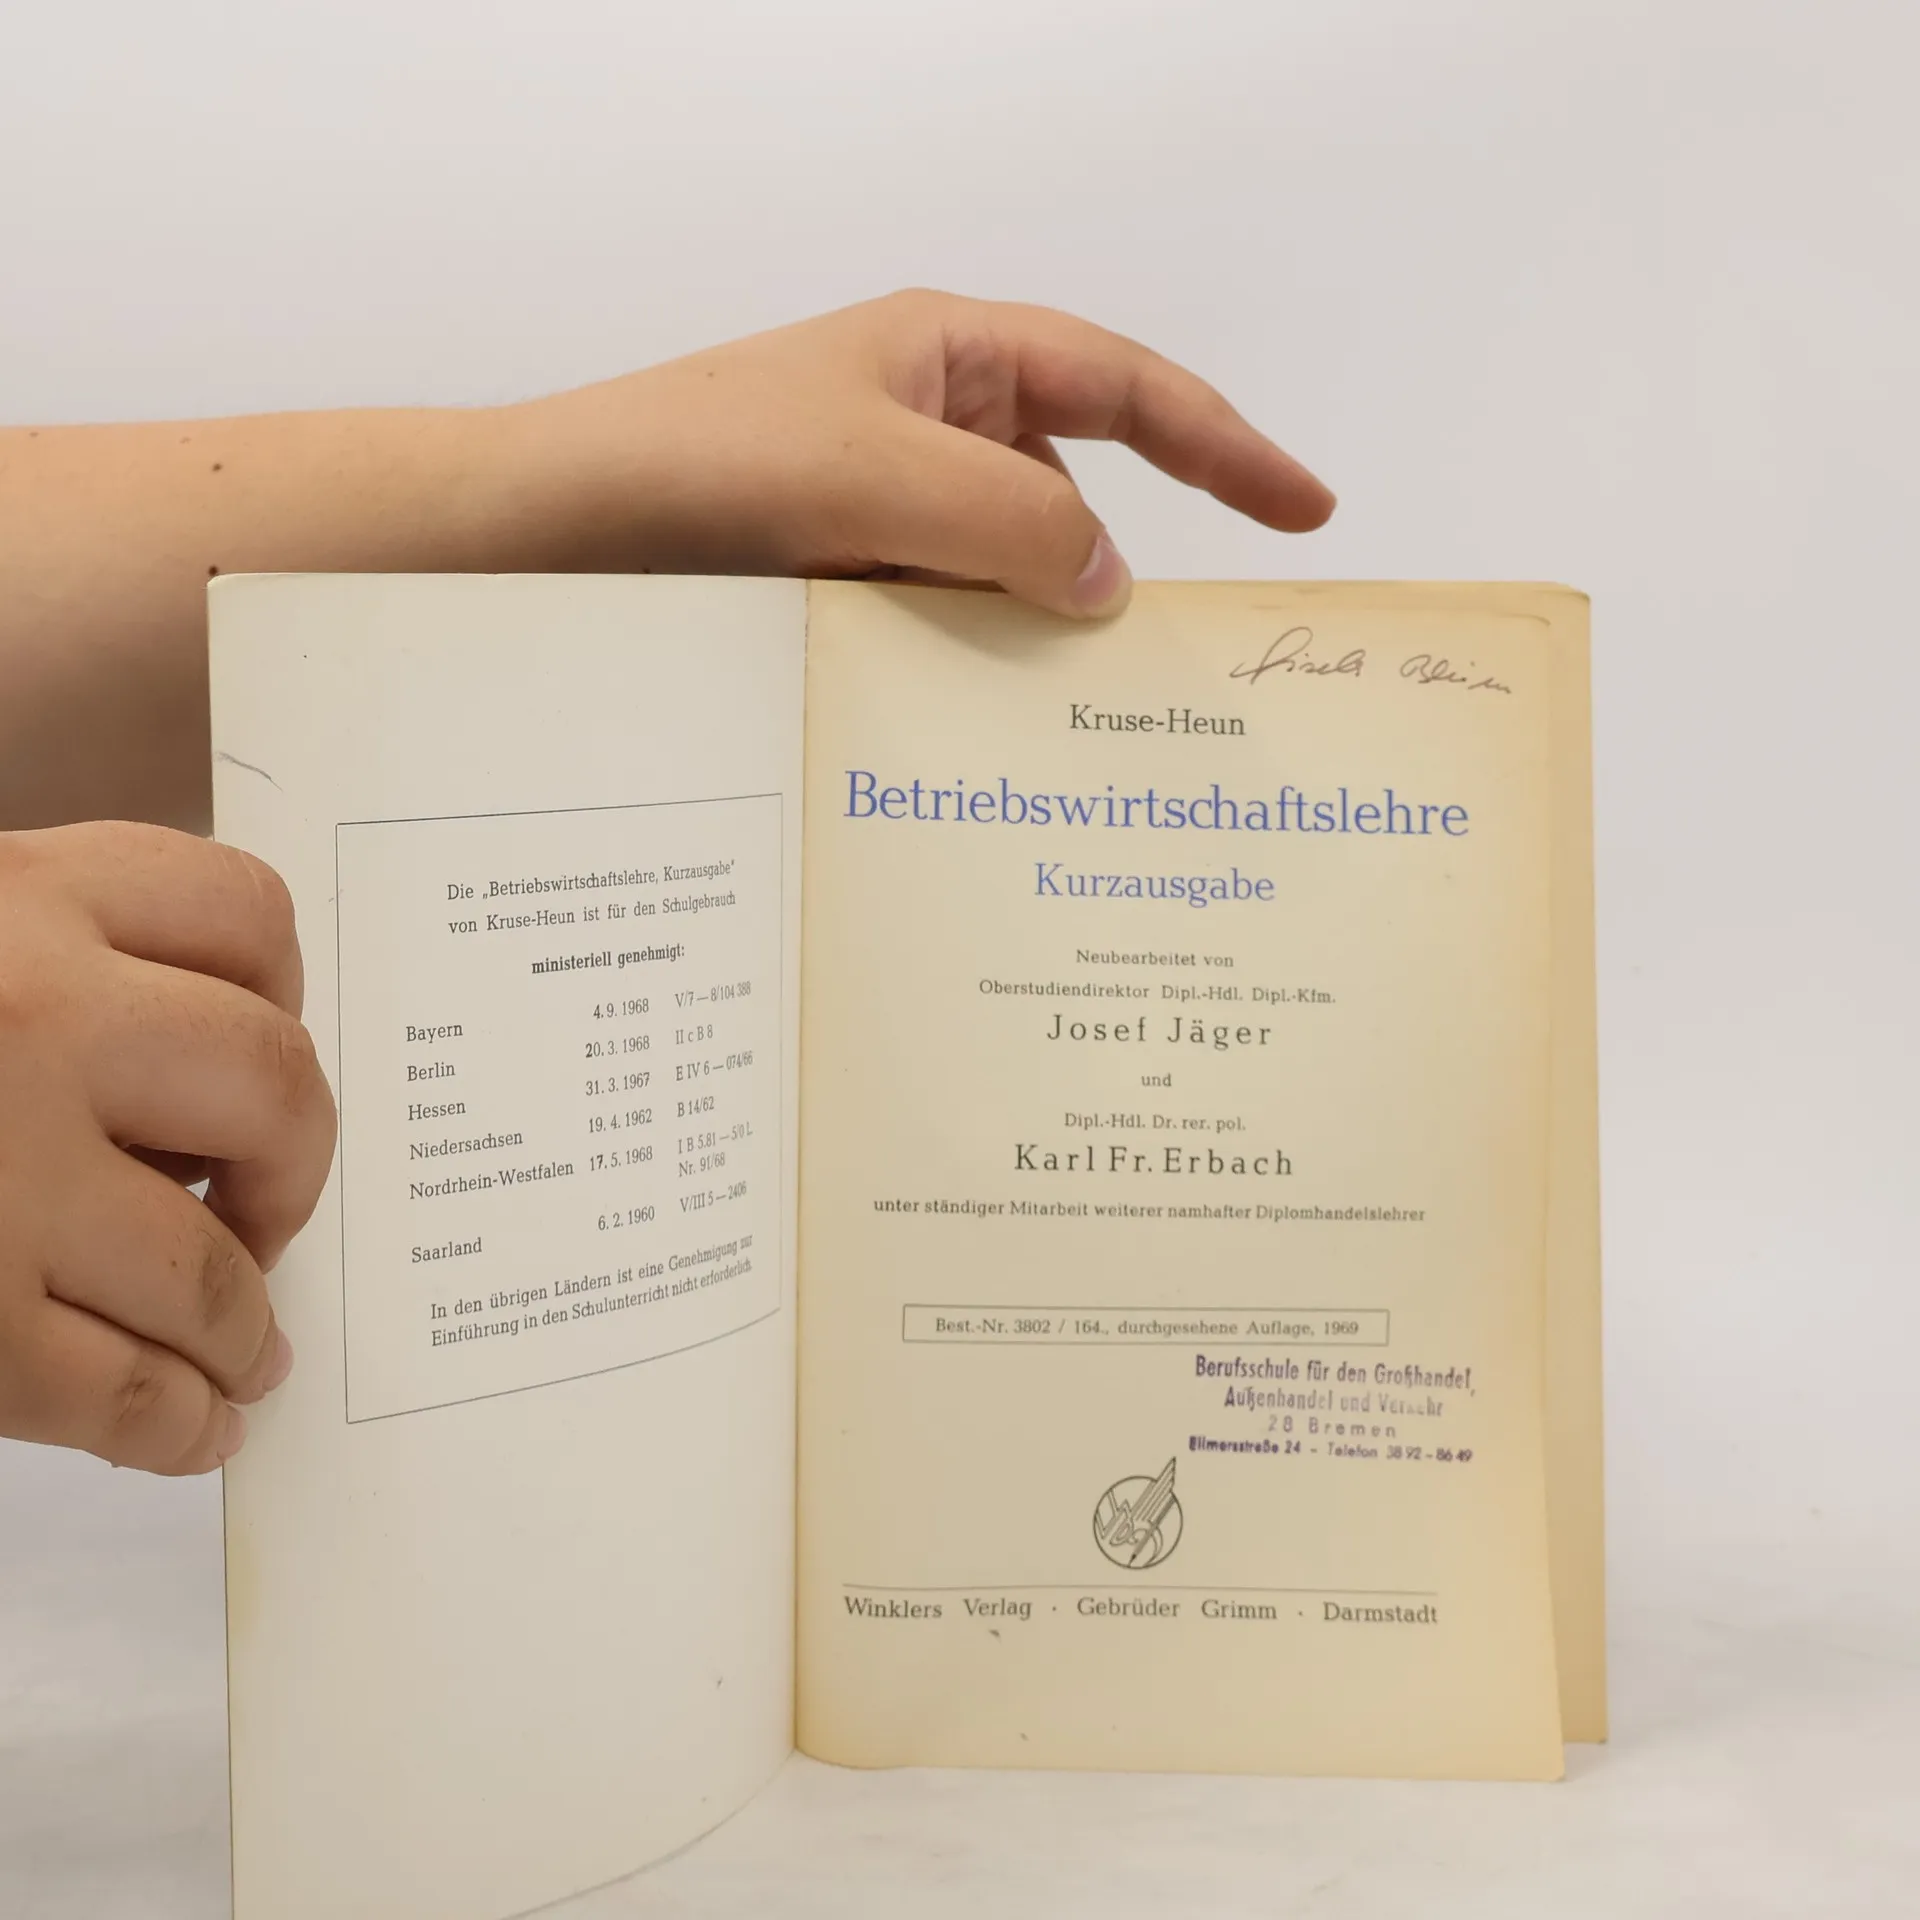 Die „Betriebswirtschaftslehre, Kurzausgabe"
von Kruse-Heun ist für den Schulgebrauch
ministeriell genehmigt:
Bayern 4. 9. 1968 V/7 — 8/104 388
Berlin 20. 3. 1968 II c B 8
Hessen 31. 3. 1967 E IV 6 — 074/66
Niedersachsen 19. 4. 1962 B 14/62
Nordrhein-Westfalen 17. 5. 1968 I B 5.81 — 5/0 L
Nr. 91/68
Saarland 6. 2. 1960 V/III 5 — 2406
In den übrigen Ländern ist eine Genehmigung zur
Einführung in den Schulunterricht nicht erforderlich.
Gisela
Kruse-Heun
Betriebswirtschaftslehre
Kurzausgabe
Neubearbeitet von
Oberstudiendirektor Dipl.-Hdl. Dipl.-Kfm.
Josef Jäger
und
Dipl.-Hdl. Dr. rer. pol.
Karl Fr. Erbach
unter ständiger Mitarbeit weiterer namhafter Diplomhandelslehrer
Best.-Nr. 3802 / 164., durchgesehene Auflage, 1969
Berufsschule für den Großhandel,
Außenhandel und Verkehr
28 Bremen
Ellmersstraße 24 - Telefon 38 92 - 86 49
Winklers Verlag · Gebrüder Grimm · Darmstadt